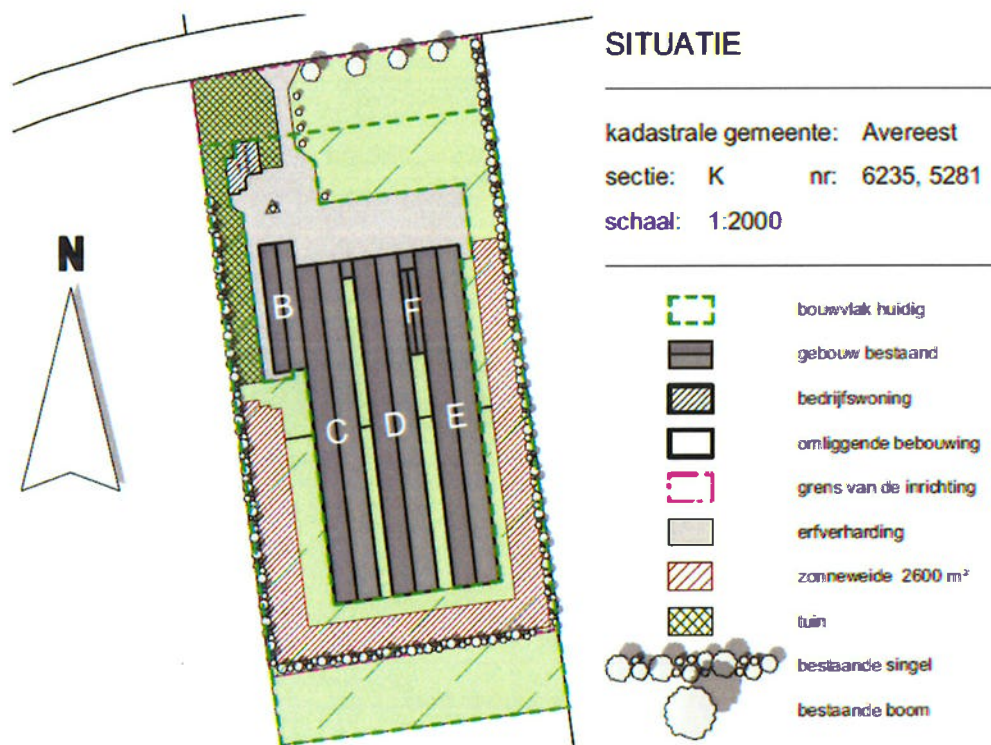 SITUATIE
kadastrale gemeente: Avereest
sectie: K nr: 6235, 5281
schaal: 1:2000
N
B
F
C
D
E
bouwvlak huidig
gebouw bestaand
bedrijfswoning
omliggende bebouwing
grens van de inrichting
erfverharding
zonneweide 2600 m²
tuin
bestaande singel
bestaande boom